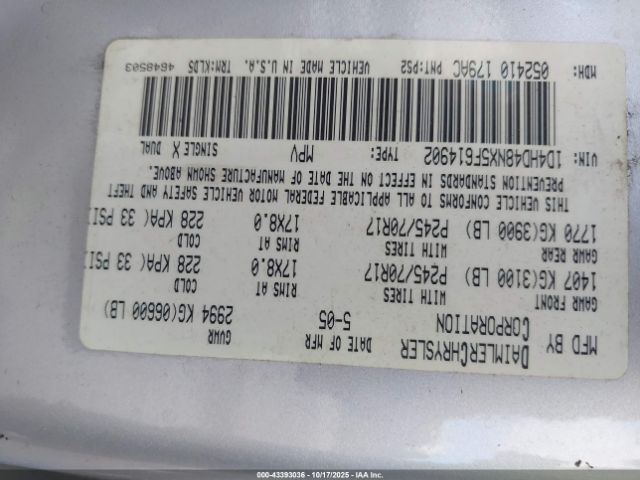 MFD BY DAIMLERCHRYSLER CORPORATION
DATE OF MFR 5-05
GVWR 2994 KG(06600 LB)
GAWR FRONT WITH TIRES RIMS AT COLD
1407 KG(3100 LB) P245/70R17 17X8.0 228 KPA(33 PSI
GAWR REAR WITH TIRES RIMS AT COLD
1770 KG(3900 LB) P245/70R17 17X8.0 228 KPA(33 PSI
THIS VEHICLE CONFORMS TO ALL APPLICABLE FEDERAL MOTOR VEHICLE SAFETY AND THEFT
PREVENTION STANDARDS IN EFFECT ON THE DATE OF MANUFACTURE SHOWN ABOVE.
VIN: 1D4HD48NX5F614902 TYPE: MPV SINGLE X DUAL
MDH: 052410 179AC PNT:PS2 VEHICLE MADE IN U.S.A. TRM:KLDS 4648503
000-43393036 - 10/17/2025 - IAAI.COM